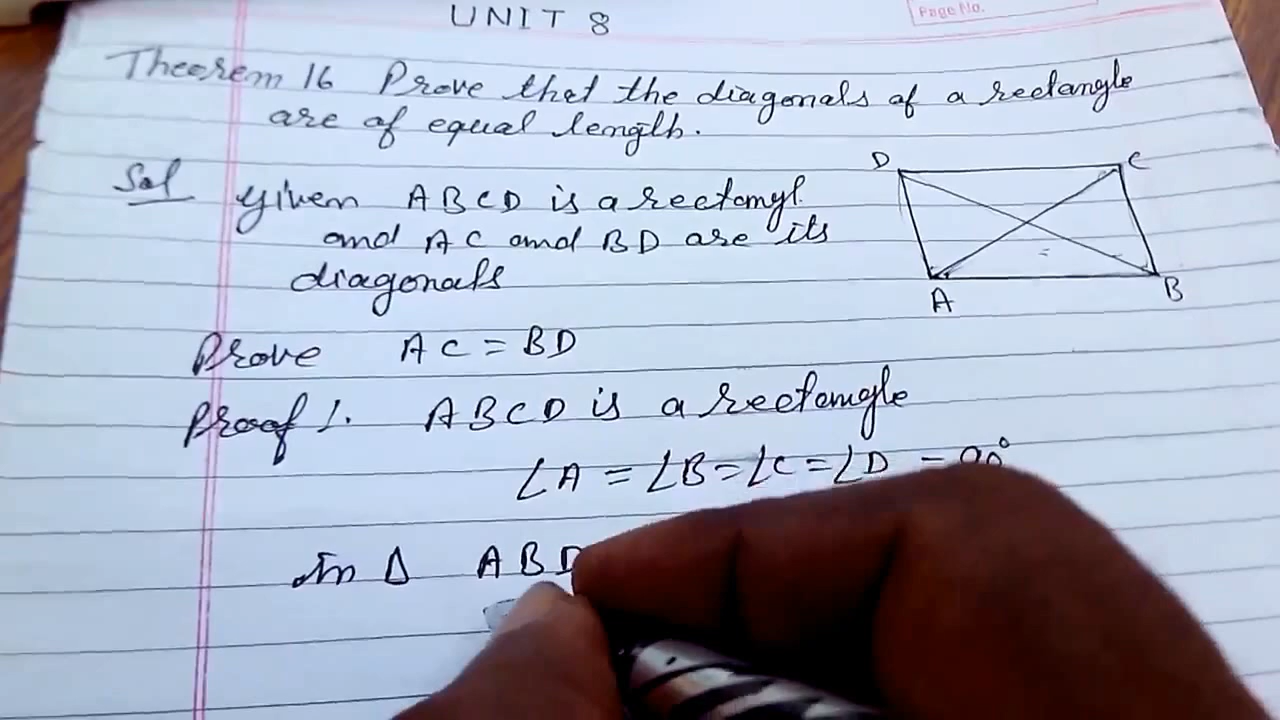 UNIT 8
Page No.
Theorem 16 Prove that the diagonals of a rectangle
are of equal length.
Sol Given ABCD is a rectangl
and AC and BD are its
diagonals
D C
A B
Prove AC = BD
Proof 1. ABCD is a rectangle
∠A = ∠B = ∠C = ∠D = 90°
In Δ ABD